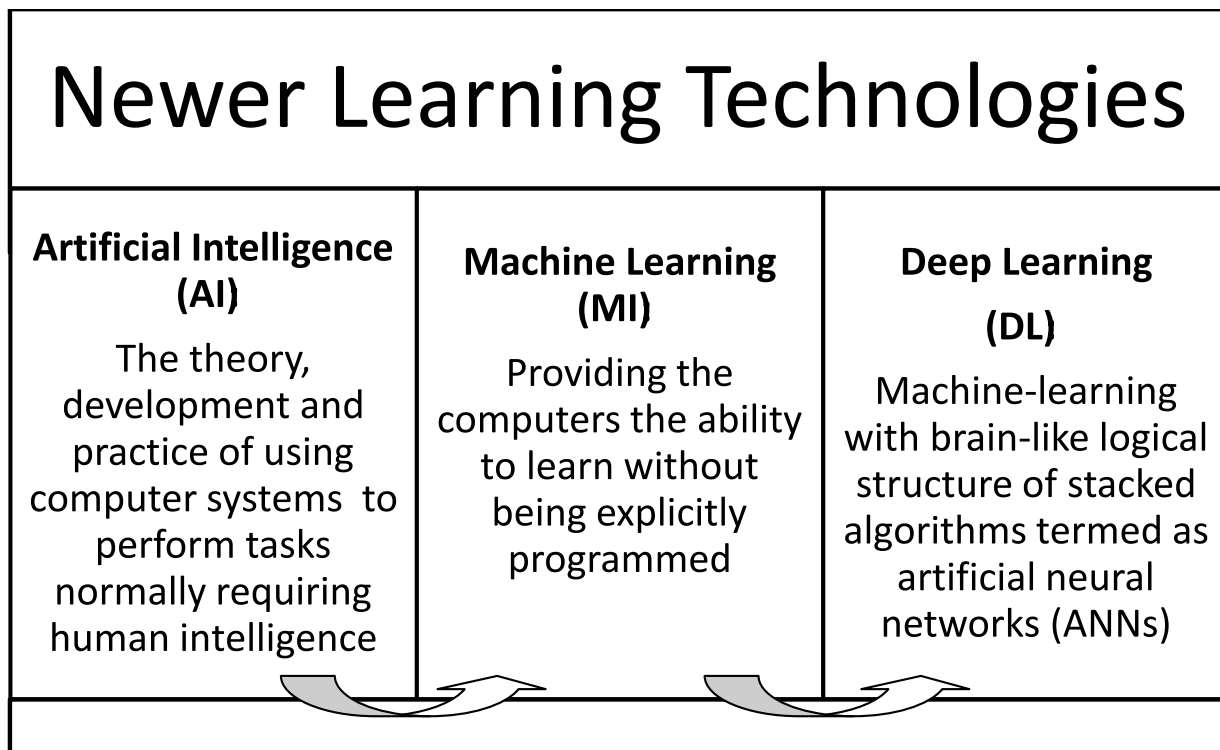 Newer Learning Technologies
Artificial Intelligence
(AI)
The theory,
development and
practice of using
computer systems to
perform tasks
normally requiring
human intelligence
Machine Learning
(MI)
Providing the
computers the ability
to learn without
being explicitly
programmed
Deep Learning
(DL)
Machine-learning
with brain-like logical
structure of stacked
algorithms termed as
artificial neural
networks (ANNs)